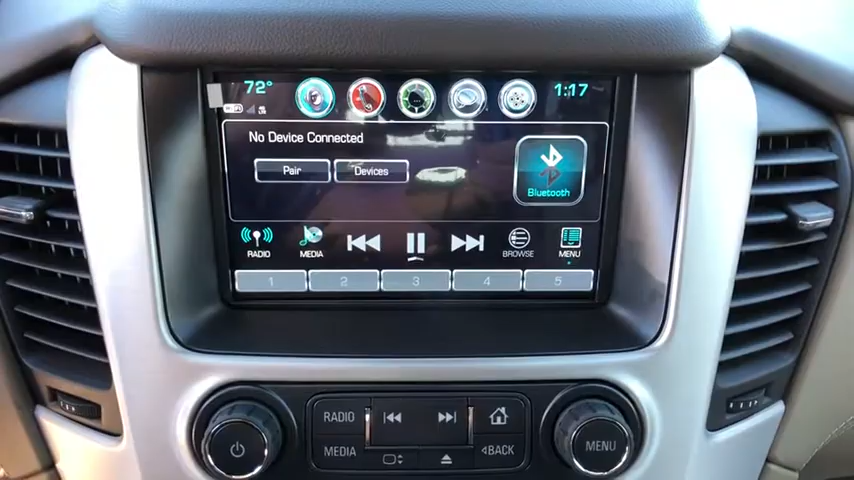 72° 1:17
No Device Connected
Pair Devices
Bluetooth
RADIO MEDIA BROWSE MENU
1 2 3 4 5
RADIO
MEDIA BACK
MENU